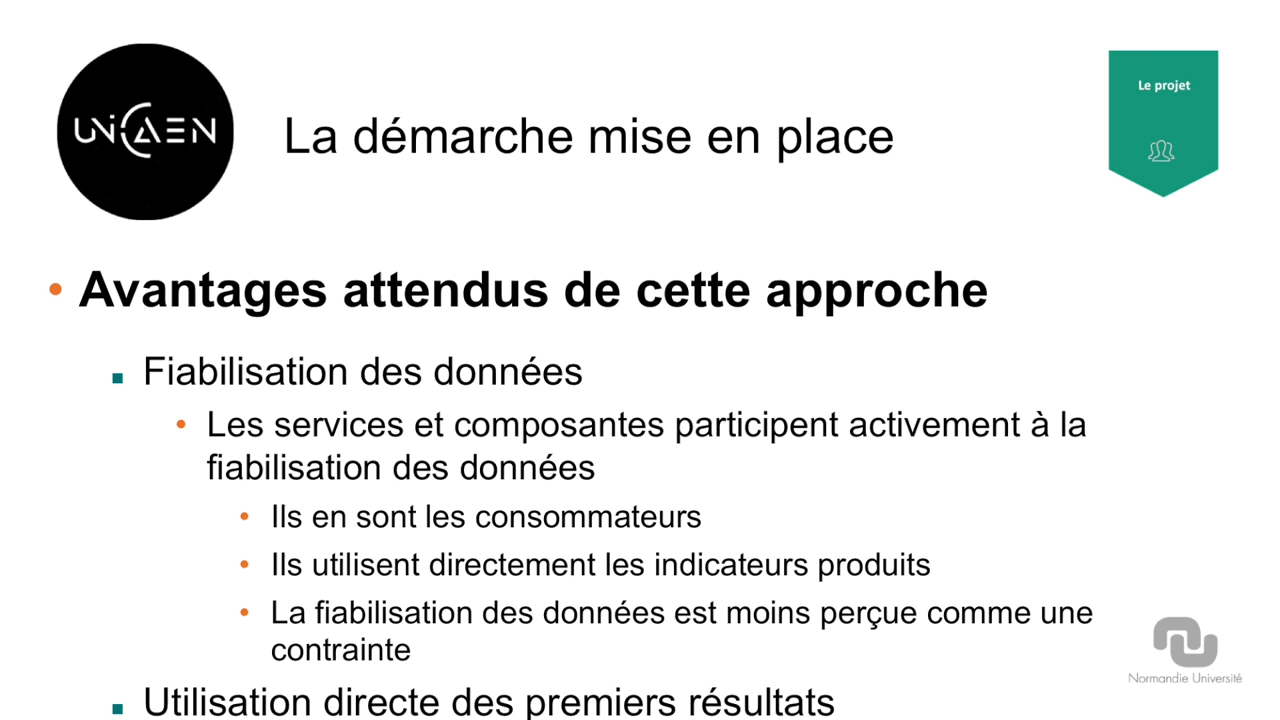 UNICAEN
La démarche mise en place
Le projet
• Avantages attendus de cette approche
▪ Fiabilisation des données
• Les services et composantes participent activement à la
fiabilisation des données
• Ils en sont les consommateurs
• Ils utilisent directement les indicateurs produits
• La fiabilisation des données est moins perçue comme une
contrainte
Normandie Université
▪ Utilisation directe des premiers résultats